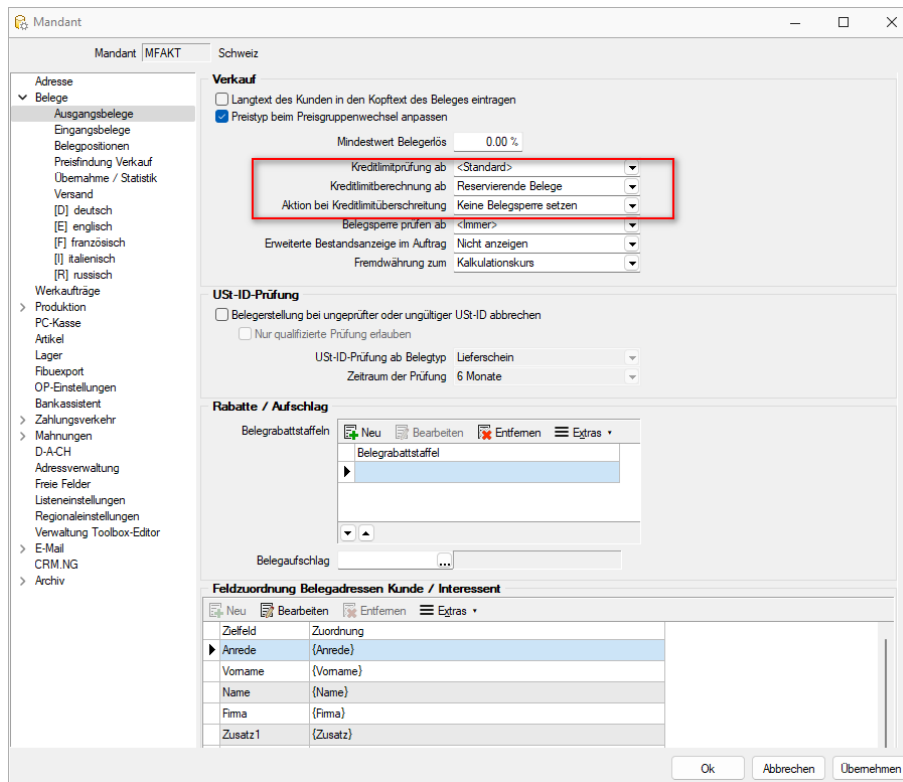 Mandant
Mandant MFAKT Schweiz
Adresse
Belege
Ausgangsbelege
Eingangsbelege
Belegpositionen
Preisfindung Verkauf
Übernahme / Statistik
Versand
[D] deutsch
[E] englisch
[F] französisch
[I] italienisch
[R] russisch
Werkaufträge
Produktion
PC-Kasse
Artikel
Lager
Fibuexport
OP-Einstellungen
Bankassistent
Zahlungsverkehr
Mahnungen
D-A-CH
Adressverwaltung
Freie Felder
Listeneinstellungen
Regionaleinstellungen
Verwaltung Toolbox-Editor
E-Mail
CRM.NG
Archiv
Verkauf
Langtext des Kunden in den Kopftext des Beleges eintragen
Preistyp beim Preisgruppenwechsel anpassen
Mindestwert Belegerlös 0.00 %
Kreditlimitprüfung ab <Standard>
Kreditlimitberechnung ab Reservierende Belege
Aktion bei Kreditlimitüberschreitung Keine Belegsperre setzen
Belegsperre prüfen ab <Immer>
Erweiterte Bestandsanzeige im Auftrag Nicht anzeigen
Fremdwährung zum Kalkulationskurs
USt-ID-Prüfung
Belegerstellung bei ungeprüfter oder ungültiger USt-ID abbrechen
Nur qualifizierte Prüfung erlauben
USt-ID-Prüfung ab Belegtyp Lieferschein
Zeitraum der Prüfung 6 Monate
Rabatte / Aufschlag
Belegrabattstaffeln Neu Bearbeiten Entfernen Extras
Belegrabattstaffel
Belegaufschlag ...
Feldzuordnung Belegadressen Kunde / Interessent
Neu Bearbeiten Entfernen Extras
Zielfeld Zuordnung
Anrede {Anrede}
Vorname {Vorname}
Name {Name}
Firma {Firma}
Zusatz1 {Zusatz}
Ok Abbrechen Übernehmen